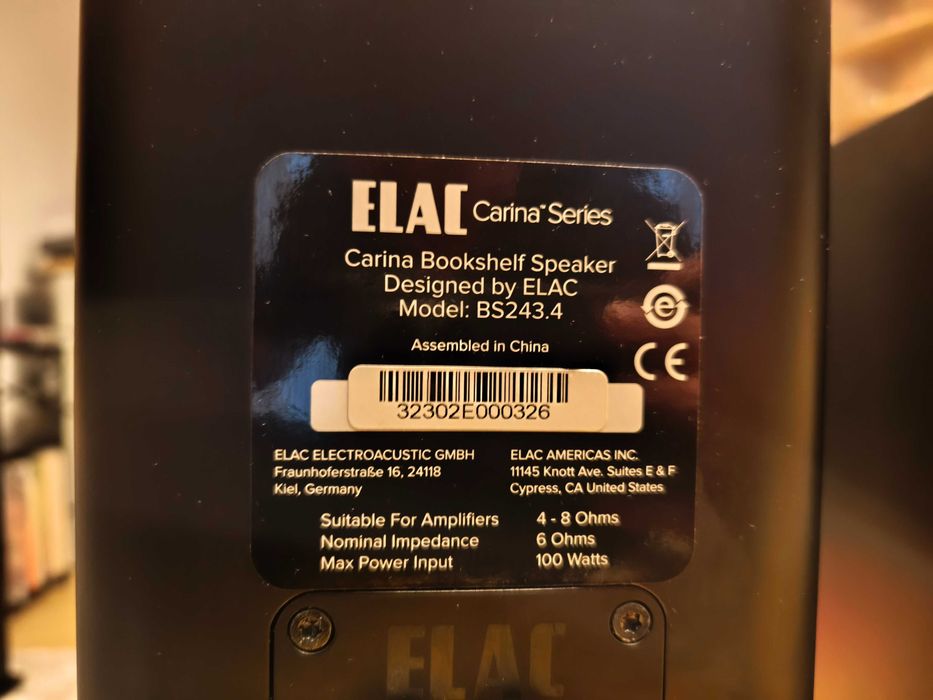 ELAC Carina™ Series
Carina Bookshelf Speaker
Designed by ELAC
Model: BS243.4
Assembled in China
32302E000326
ELAC ELECTROACUSTIC GMBH
Fraunhoferstraße 16, 24118
Kiel, Germany
ELAC AMERICAS INC.
11145 Knott Ave. Suites E & F
Cypress, CA United States
Suitable For Amplifiers 4 - 8 Ohms
Nominal Impedance 6 Ohms
Max Power Input 100 Watts
CE
ELAC